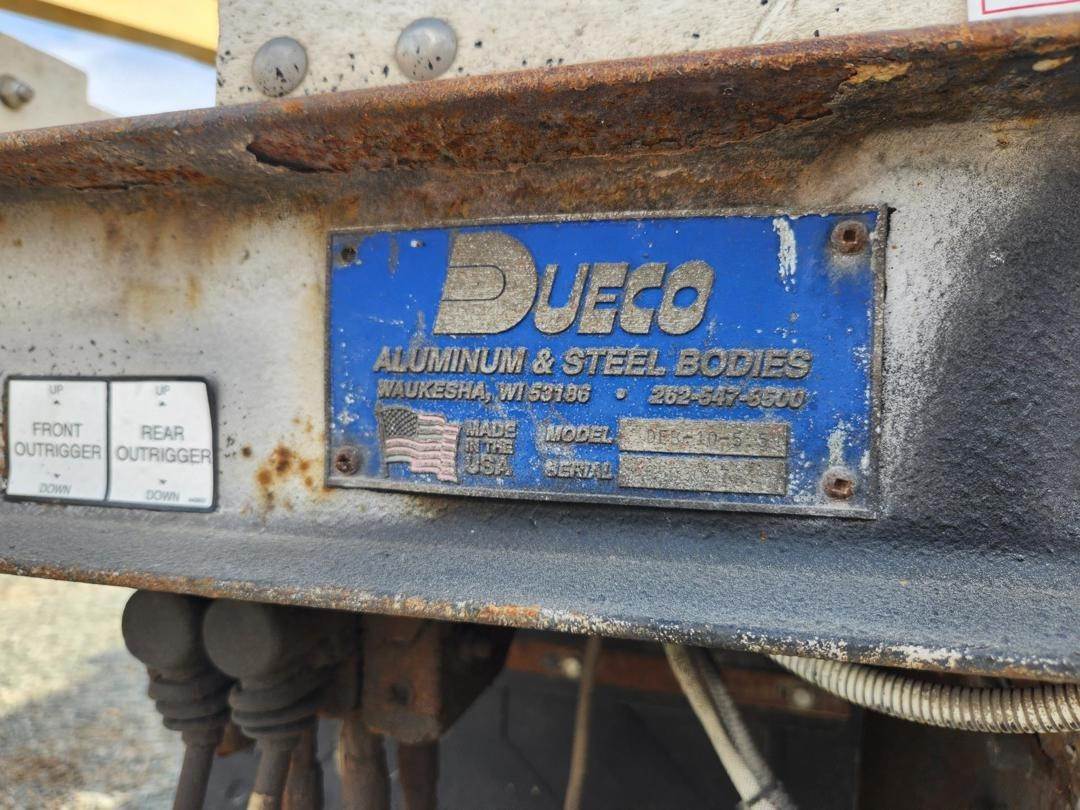 DUECO
ALUMINUM & STEEL BODIES
WAUKESHA, WI 53186 • 262-547-8500
MADE IN THE USA
MODEL
SERIAL
UP
FRONT
OUTRIGGER
DOWN
UP
REAR
OUTRIGGER
DOWN